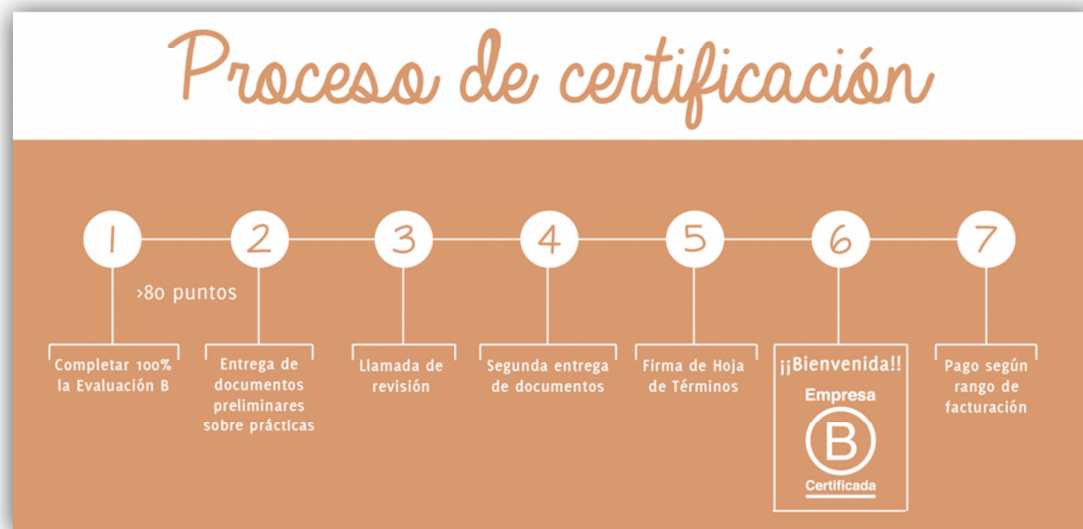 Proceso de certificación
1
2
3
4
5
6
7
>80 puntos
Completar 100%
la Evaluación B
Entrega de
documentos
preliminares
sobre prácticas
Llamada de
revisión
Segunda entrega
de documentos
Firma de Hoja
de Términos
¡¡Bienvenida!!
Empresa
B
Certificada
Pago según
rango de
facturación